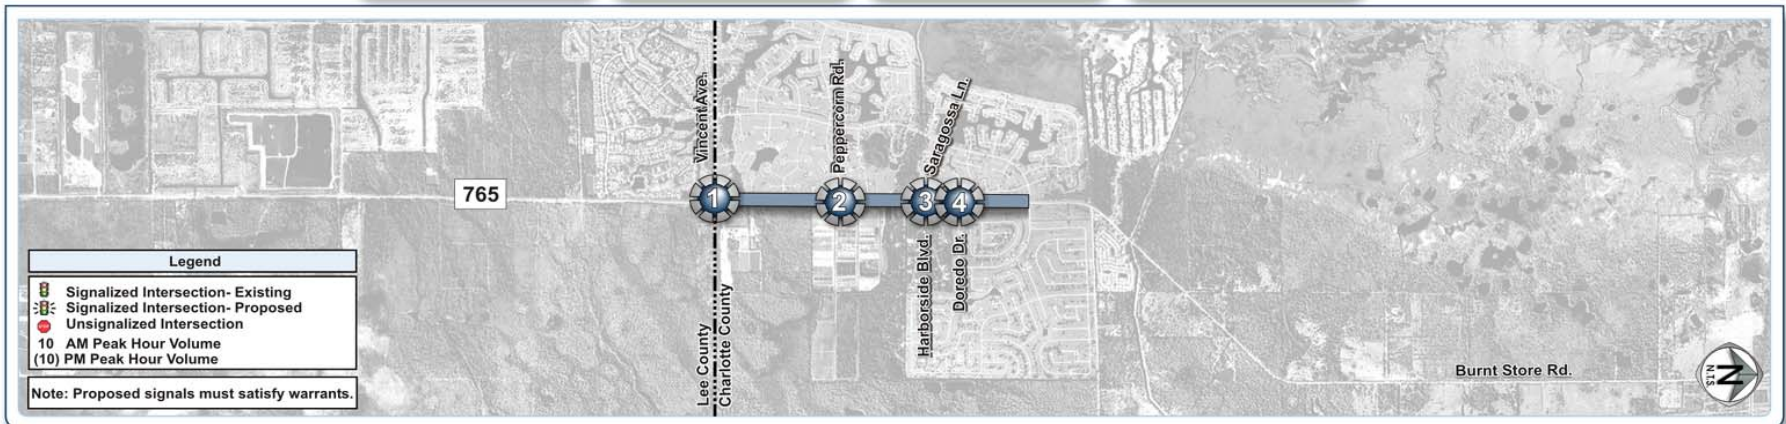 Vincent Ave.
Peppercorn Rd.
Saragossa Ln.
765
1
2
3
4
Harborside Blvd.
Doredo Dr.
Lee County
Charlotte County
Legend
Signalized Intersection- Existing
Signalized Intersection- Proposed
STOP
Unsignalized Intersection
10 AM Peak Hour Volume
(10) PM Peak Hour Volume
Note: Proposed signals must satisfy warrants.
Burnt Store Rd.
N
N.T.S.